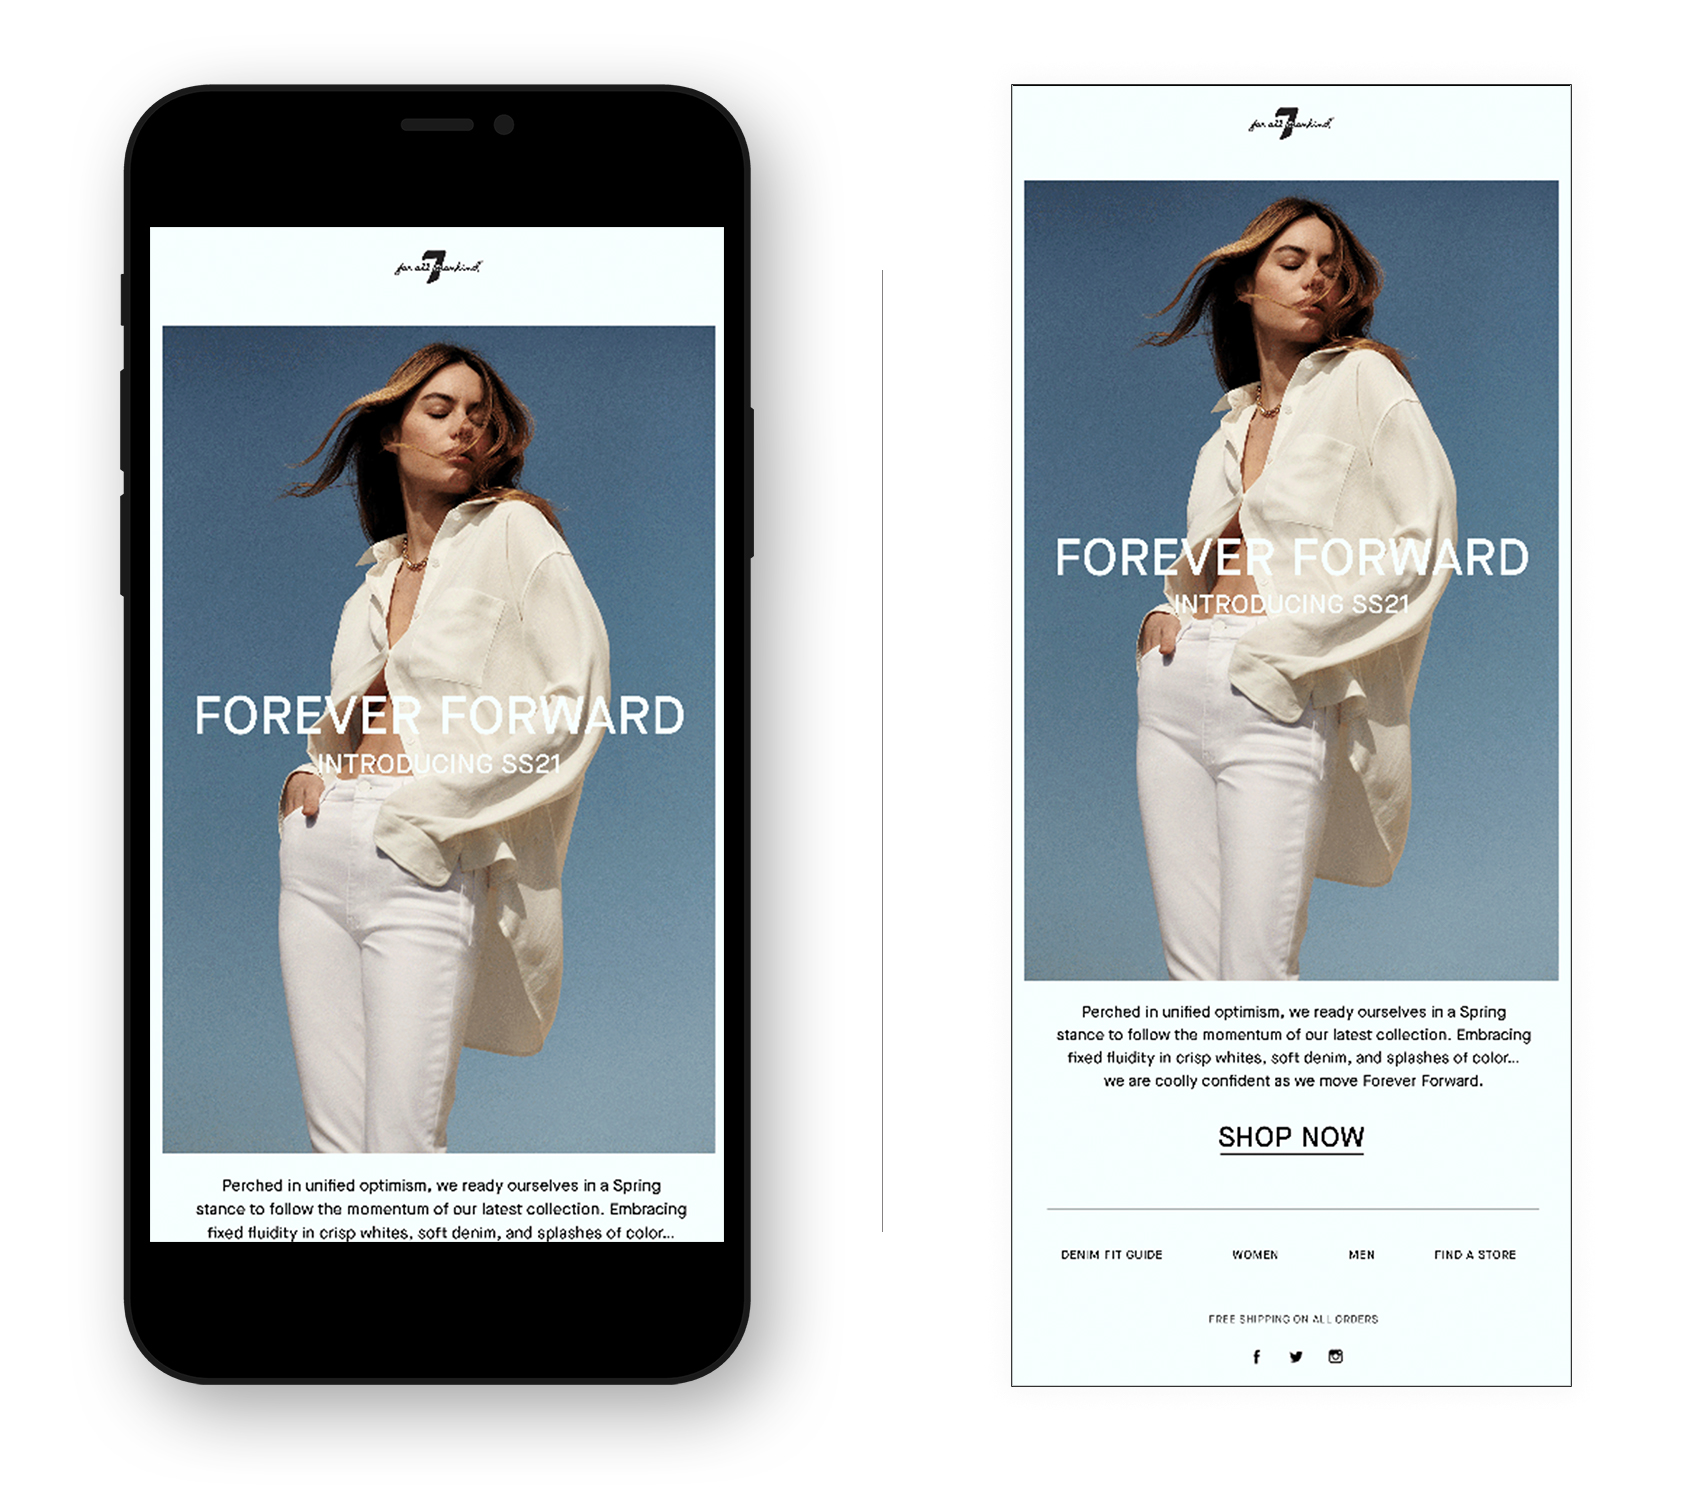 7
for all mankind
FOREVER FORWARD
INTRODUCING SS21
Perched in unified optimism, we ready ourselves in a Spring
stance to follow the momentum of our latest collection. Embracing
fixed fluidity in crisp whites, soft denim, and splashes of color...
7
for all mankind
FOREVER FORWARD
INTRODUCING SS21
Perched in unified optimism, we ready ourselves in a Spring
stance to follow the momentum of our latest collection. Embracing
fixed fluidity in crisp whites, soft denim, and splashes of color...
we are coolly confident as we move Forever Forward.
SHOP NOW
DENIM FIT GUIDE WOMEN MEN FIND A STORE
FREE SHIPPING ON ALL ORDERS